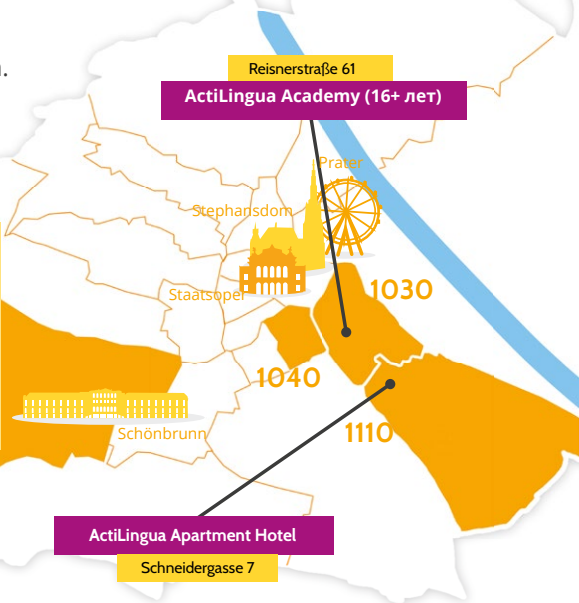 .
Reisnerstraße 61
ActiLingua Academy (16+ лет)
Prater
Stephansdom
Staatsoper
1030
1040
Schönbrunn
1110
ActiLingua Apartment Hotel
Schneidergasse 7